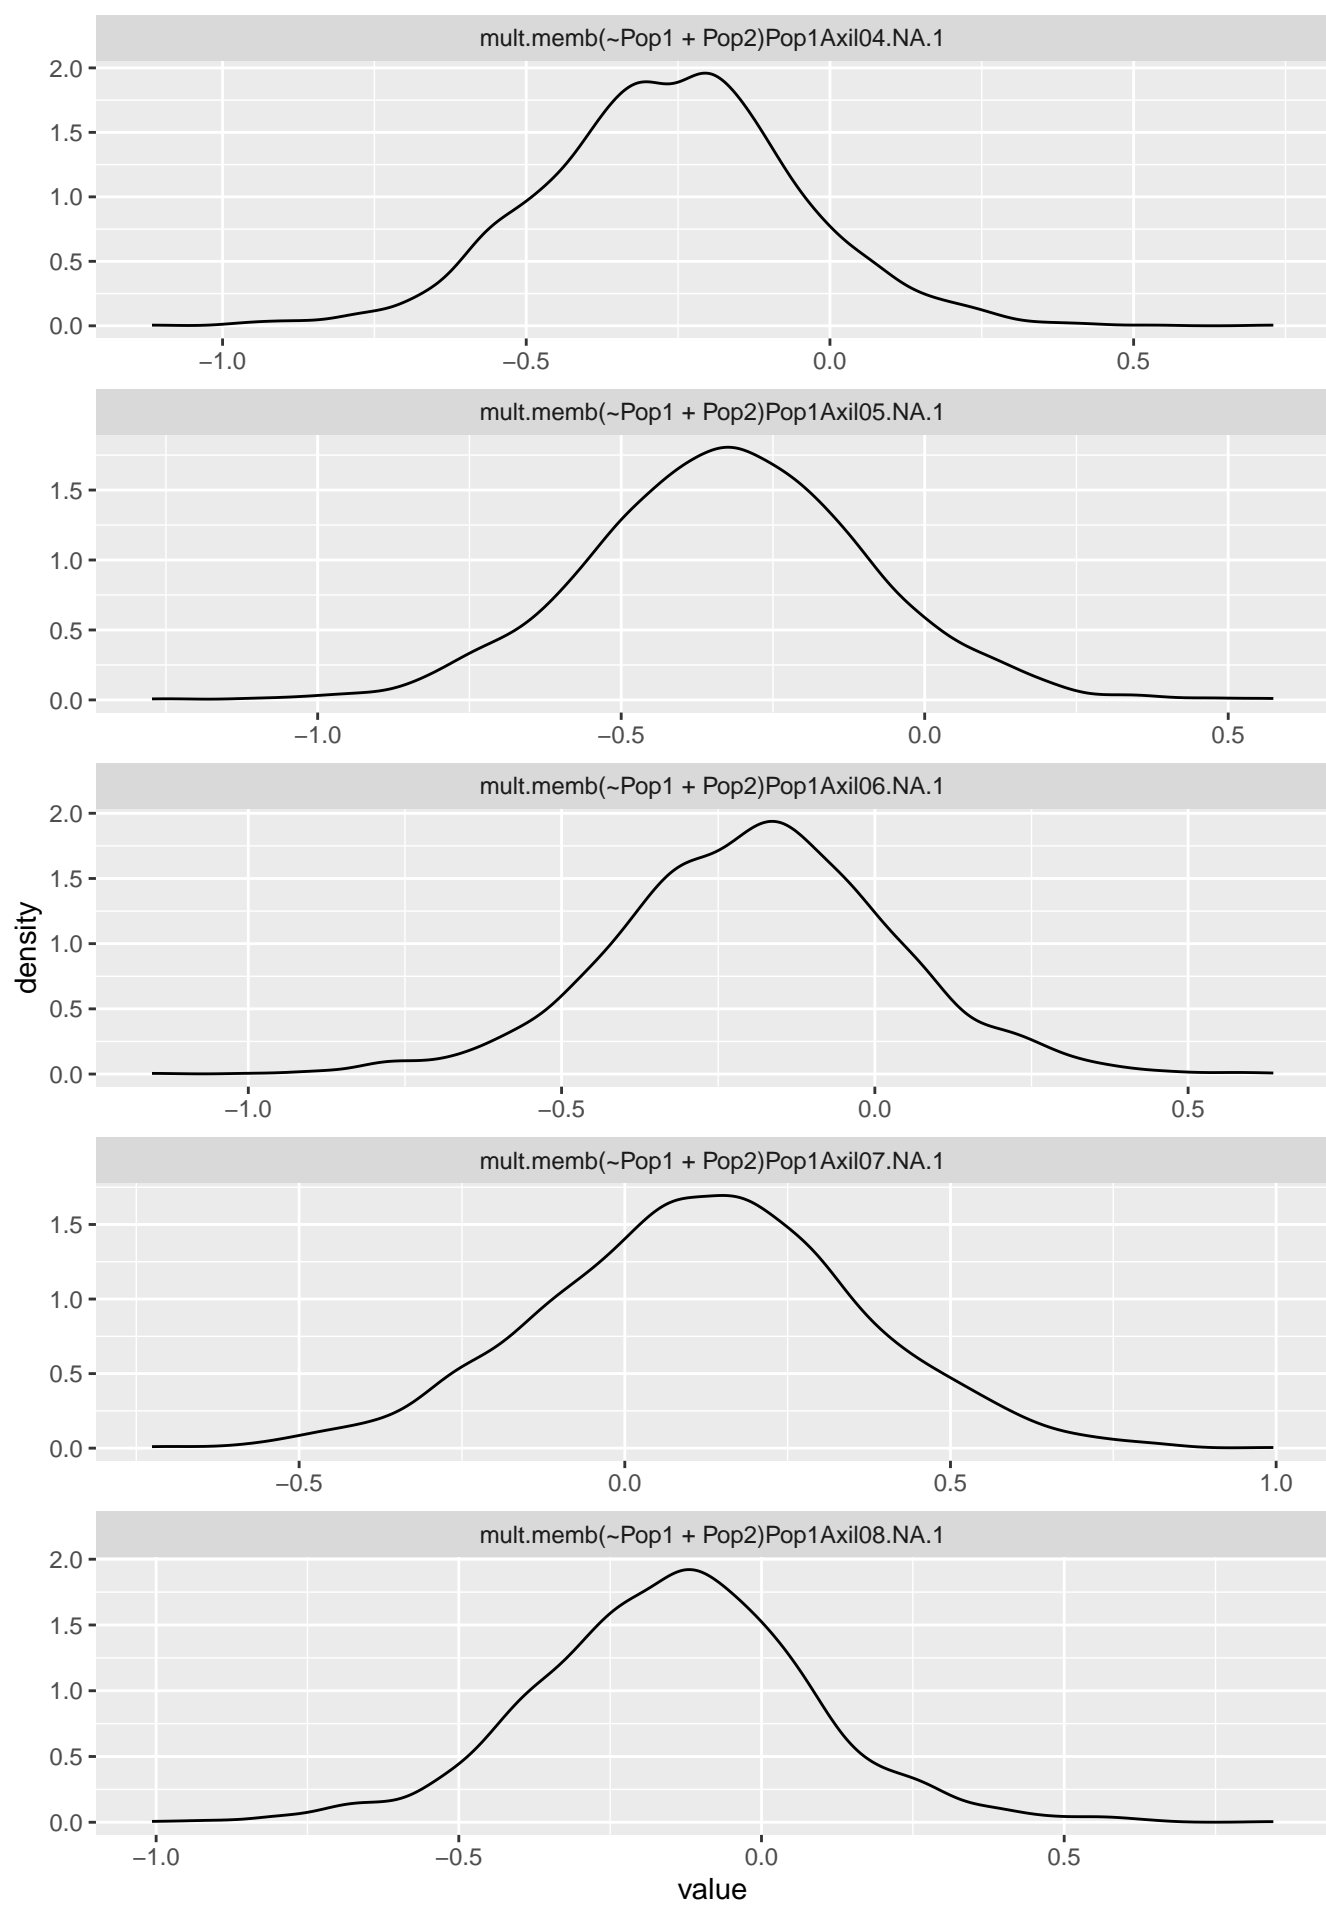 mult.memb(~Pop1 + Pop2)Pop1Axil04.NA.1
2.0
1.5
1.0
0.5
0.0
−1.0 −0.5 0.0 0.5
mult.memb(~Pop1 + Pop2)Pop1Axil05.NA.1
1.5
1.0
0.5
0.0
−1.0 −0.5 0.0 0.5
mult.memb(~Pop1 + Pop2)Pop1Axil06.NA.1
2.0
1.5
1.0
0.5
0.0
−1.0 −0.5 0.0 0.5
density
mult.memb(~Pop1 + Pop2)Pop1Axil07.NA.1
1.5
1.0
0.5
0.0
−0.5 0.0 0.5 1.0
mult.memb(~Pop1 + Pop2)Pop1Axil08.NA.1
2.0
1.5
1.0
0.5
0.0
−1.0 −0.5 0.0 0.5
value